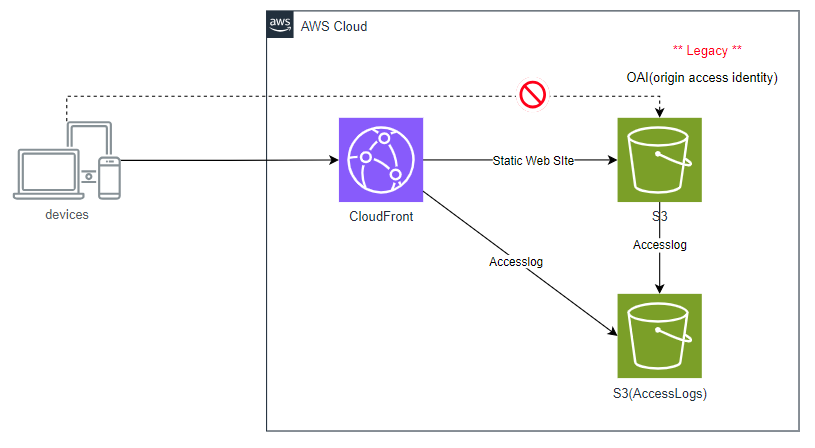 aws
AWS Cloud
** Legacy **
OAI(origin access identity)
Static Web SIte
devices
CloudFront
S3
Accesslog
Accesslog
S3(AccessLogs)